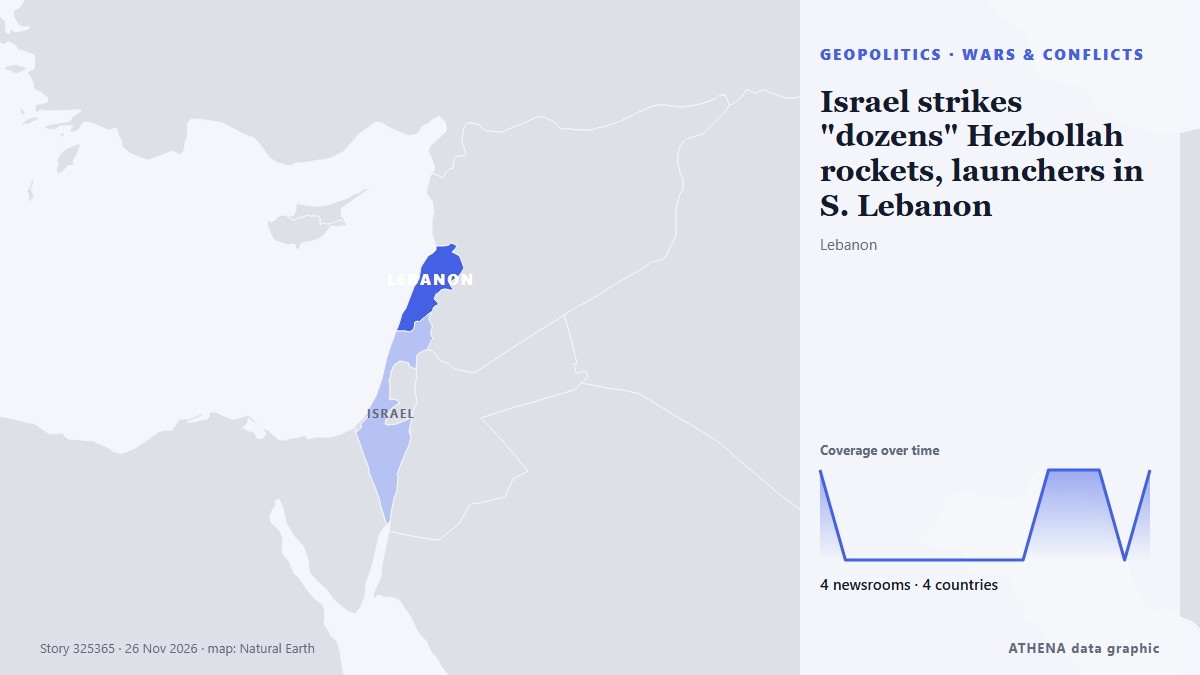 GEOPOLITICS · WARS & CONFLICTS
Israel strikes
"dozens" Hezbollah
rockets, launchers in
S. Lebanon
Lebanon
LEBANON
ISRAEL
Coverage over time
4 newsrooms · 4 countries
Story 325365 · 26 Nov 2026 · map: Natural Earth
ATHENA data graphic